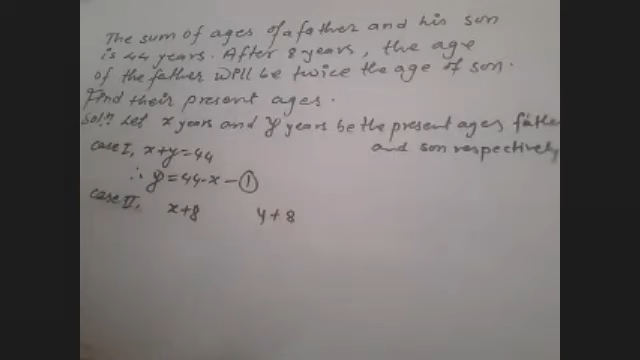 The sum of ages of a father and his son
is 44 years. After 8 years, the age
of the father will be twice the age of son.
Find their present ages.
Solⁿ: Let x years and y years be the present ages father
and son respectively
case I, x+y=44
∴ y=44-x – ①
case II, x+8 y+8